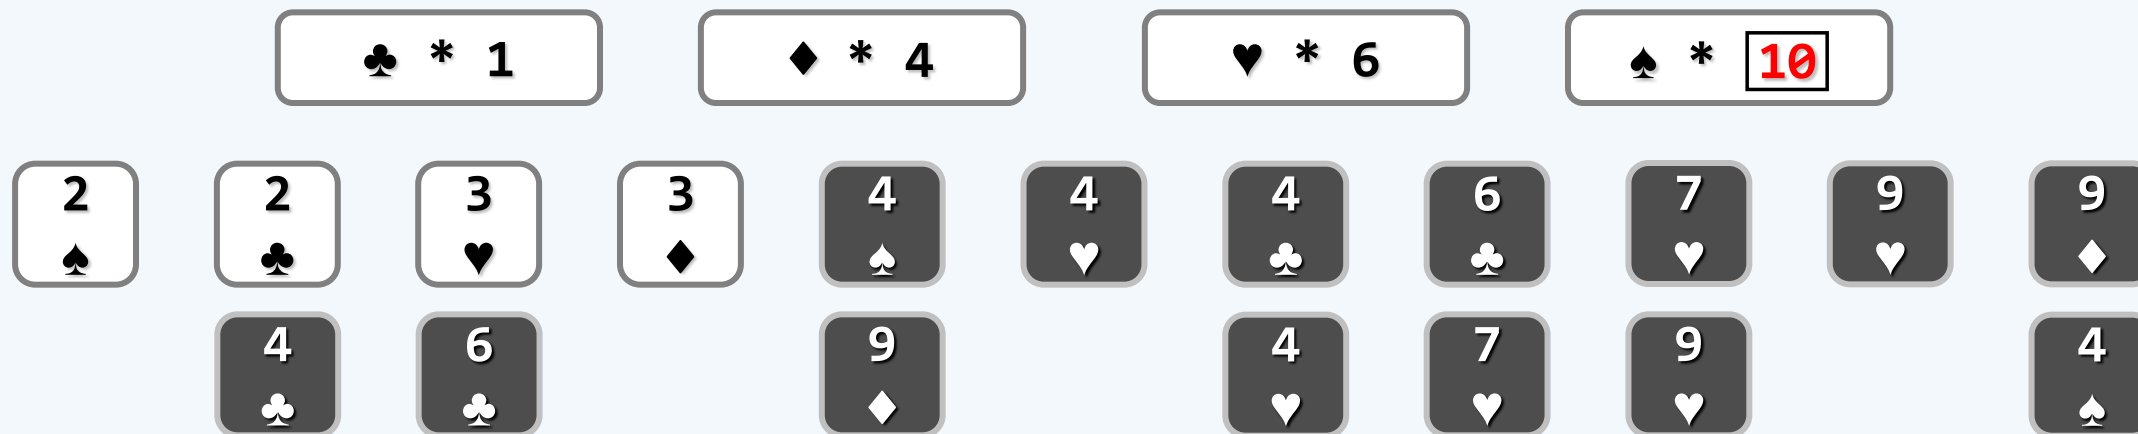 ♣ * 1 ♦ * 4 ♥ * 6 ♠ * 10
2 2 3 3 4 4 4 6 7 9 9
♠ ♣ ♥ ♦ ♠ ♥ ♣ ♣ ♥ ♥ ♦
4 6 9 4 7 9 4
♣ ♣ ♦ ♥ ♥ ♥ ♠